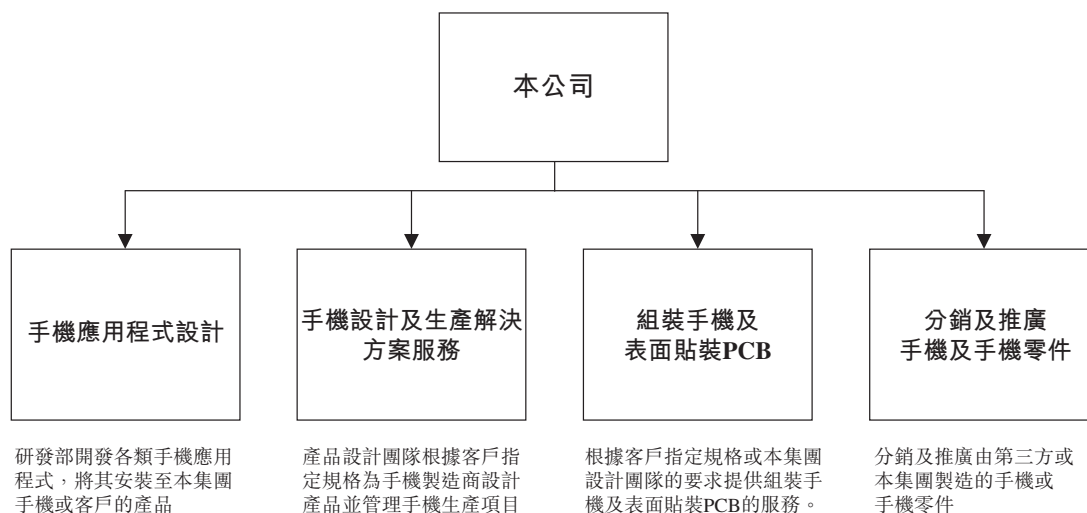 本公司
手機應用程式設計
手機設計及生產解決
方案服務
組裝手機及
表面貼裝PCB
分銷及推廣
手機及手機零件
研發部開發各類手機應用
程式，將其安裝至本集團
手機或客戶的產品
產品設計團隊根據客戶指
定規格為手機製造商設計
產品並管理手機生產項目
根據客戶指定規格或本集團
設計團隊的要求提供組裝手
機及表面貼裝PCB的服務。
分銷及推廣由第三方或
本集團製造的手機或
手機零件